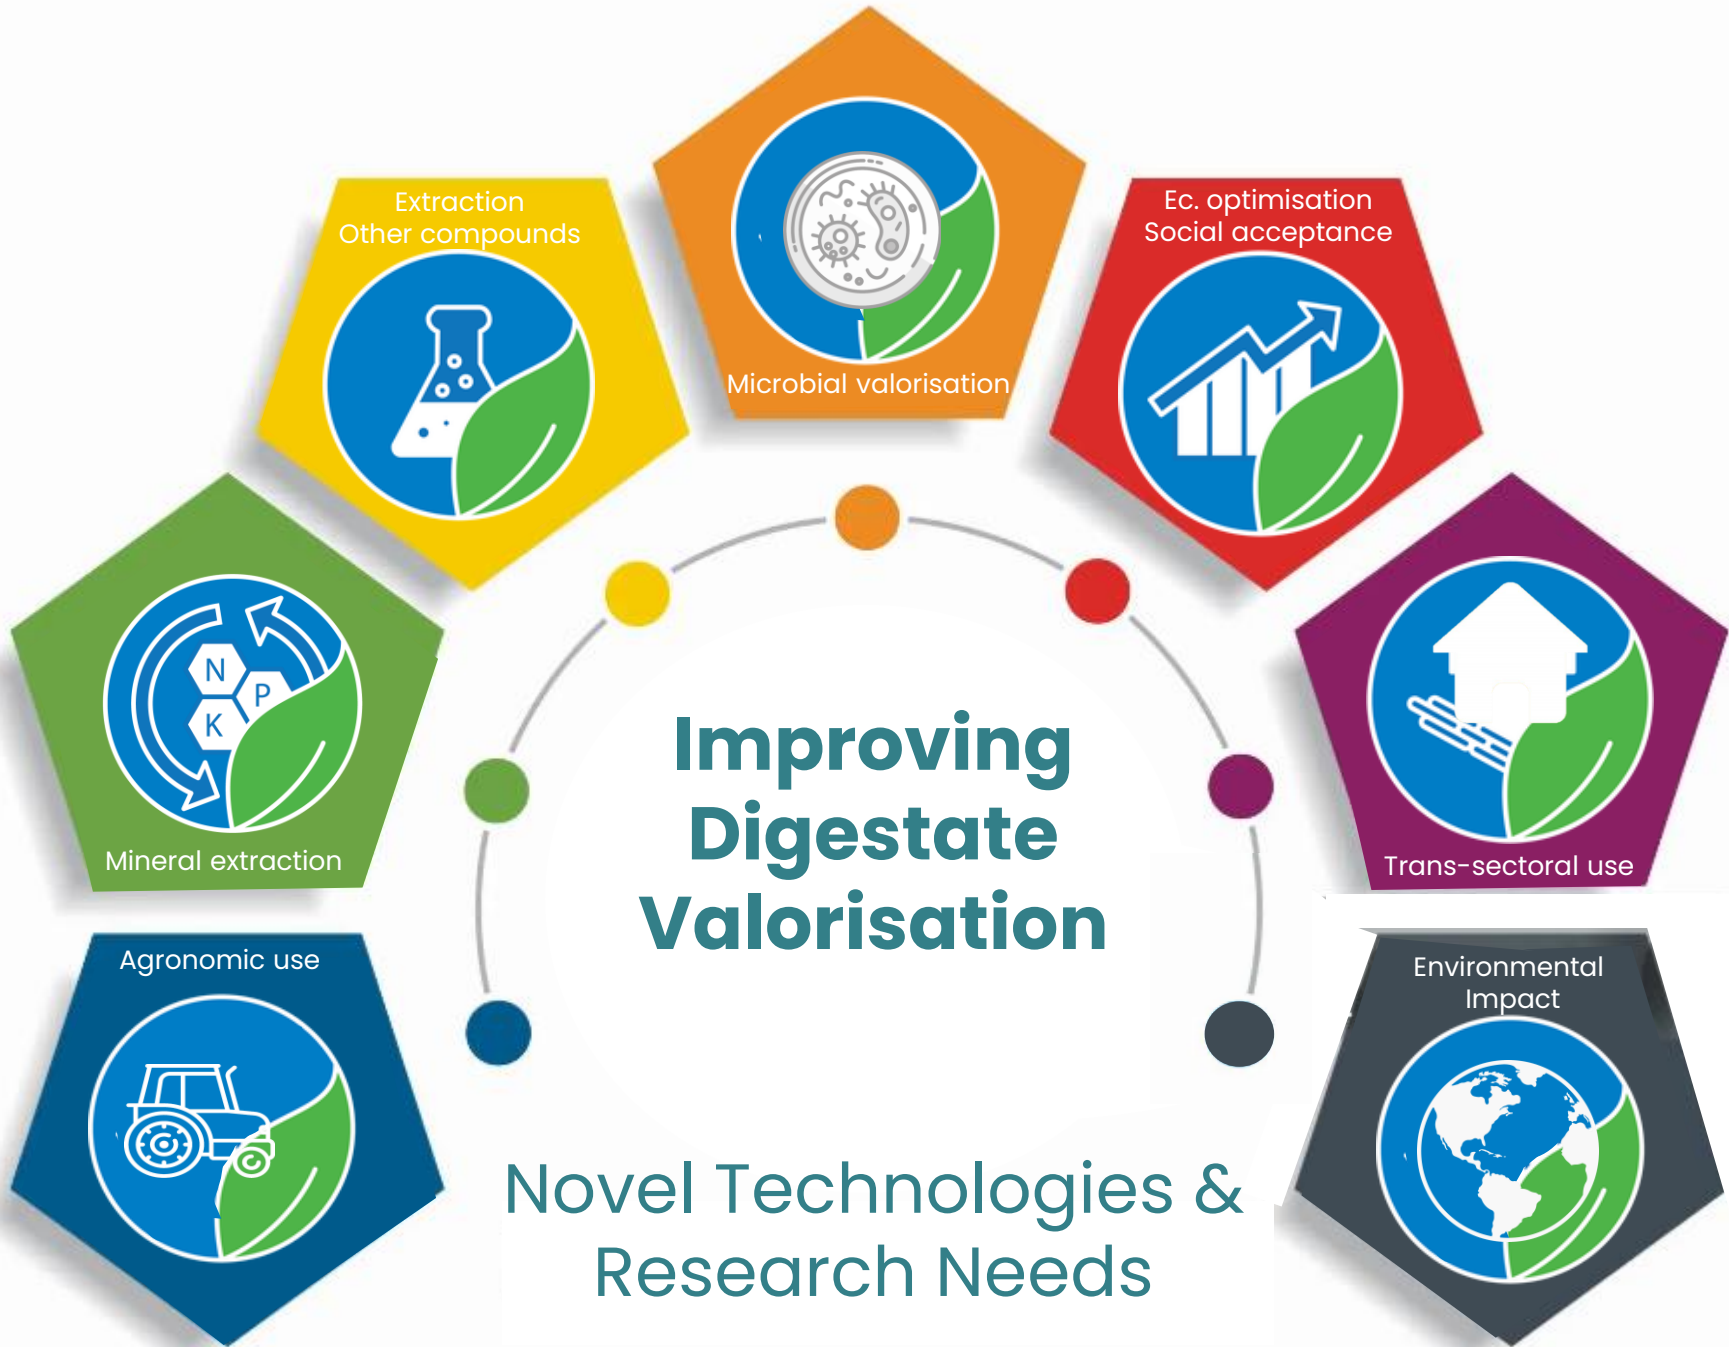 Extraction
Other compounds
Microbial valorisation
Ec. optimisation
Social acceptance
N
P
K
Mineral extraction
Trans-sectoral use
Agronomic use
Environmental
Impact
Improving
Digestate
Valorisation
Novel Technologies &
Research Needs